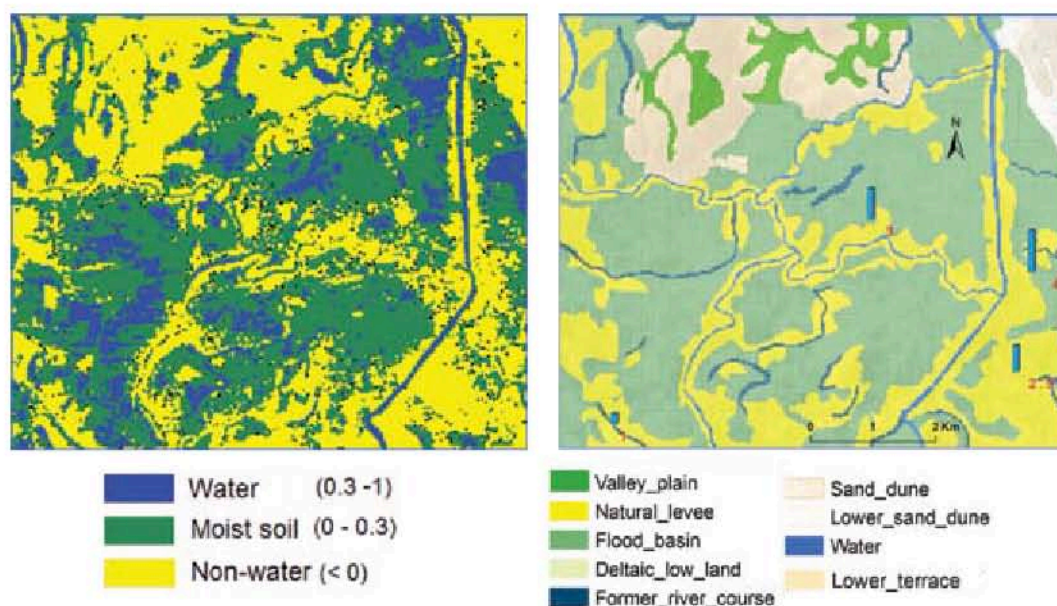 N
0 1 2 Km
Water (0.3 -1)
Moist soil (0 - 0.3)
Non-water (< 0)
Valley_plain
Natural_levee
Flood_basin
Deltaic_low_land
Former_river_course
Sand_dune
Lower_sand_dune
Water
Lower_terrace